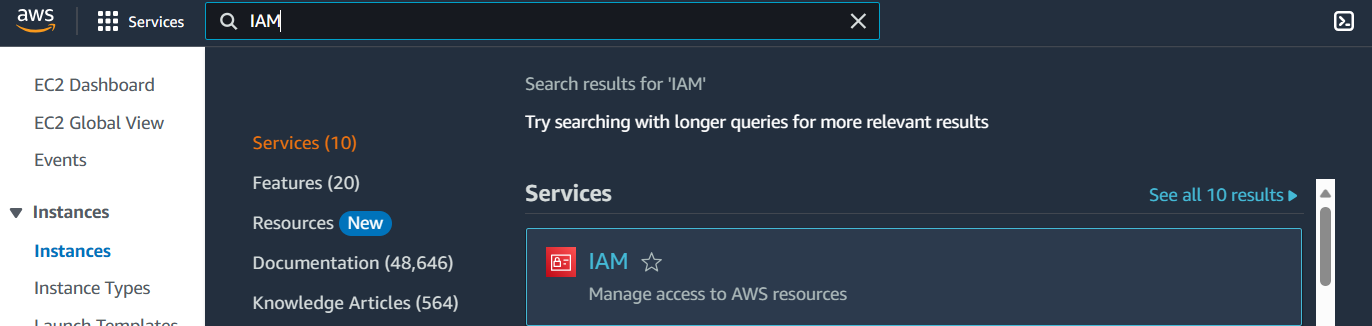 aws
Services
IAM
EC2 Dashboard
EC2 Global View
Events
Instances
Instances
Instance Types
Launch Templates
Search results for 'IAM'
Try searching with longer queries for more relevant results
Services (10)
Features (20)
Resources New
Documentation (48,646)
Knowledge Articles (564)
Services
See all 10 results
IAM
Manage access to AWS resources